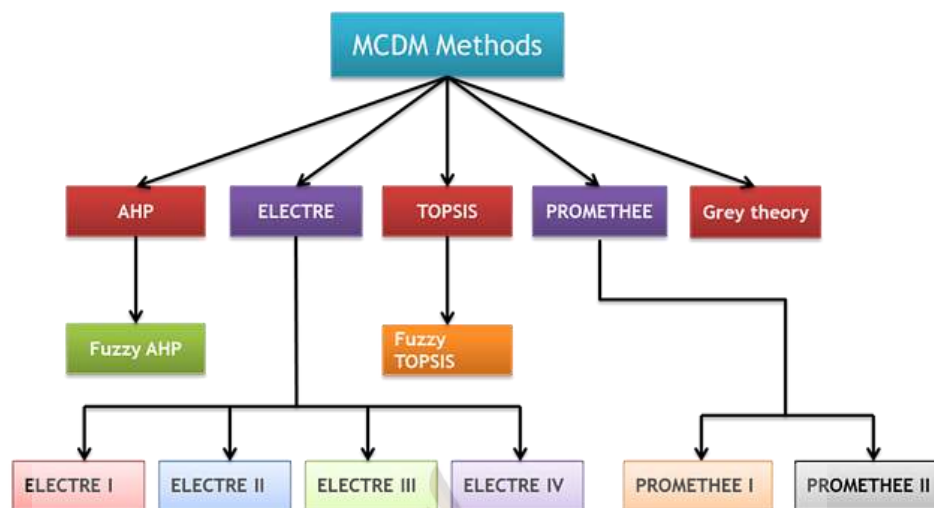 MCDM Methods
AHP
ELECTRE
TOPSIS
PROMETHEE
Grey theory
Fuzzy AHP
Fuzzy
TOPSIS
ELECTRE I
ELECTRE II
ELECTRE III
ELECTRE IV
PROMETHEE I
PROMETHEE II